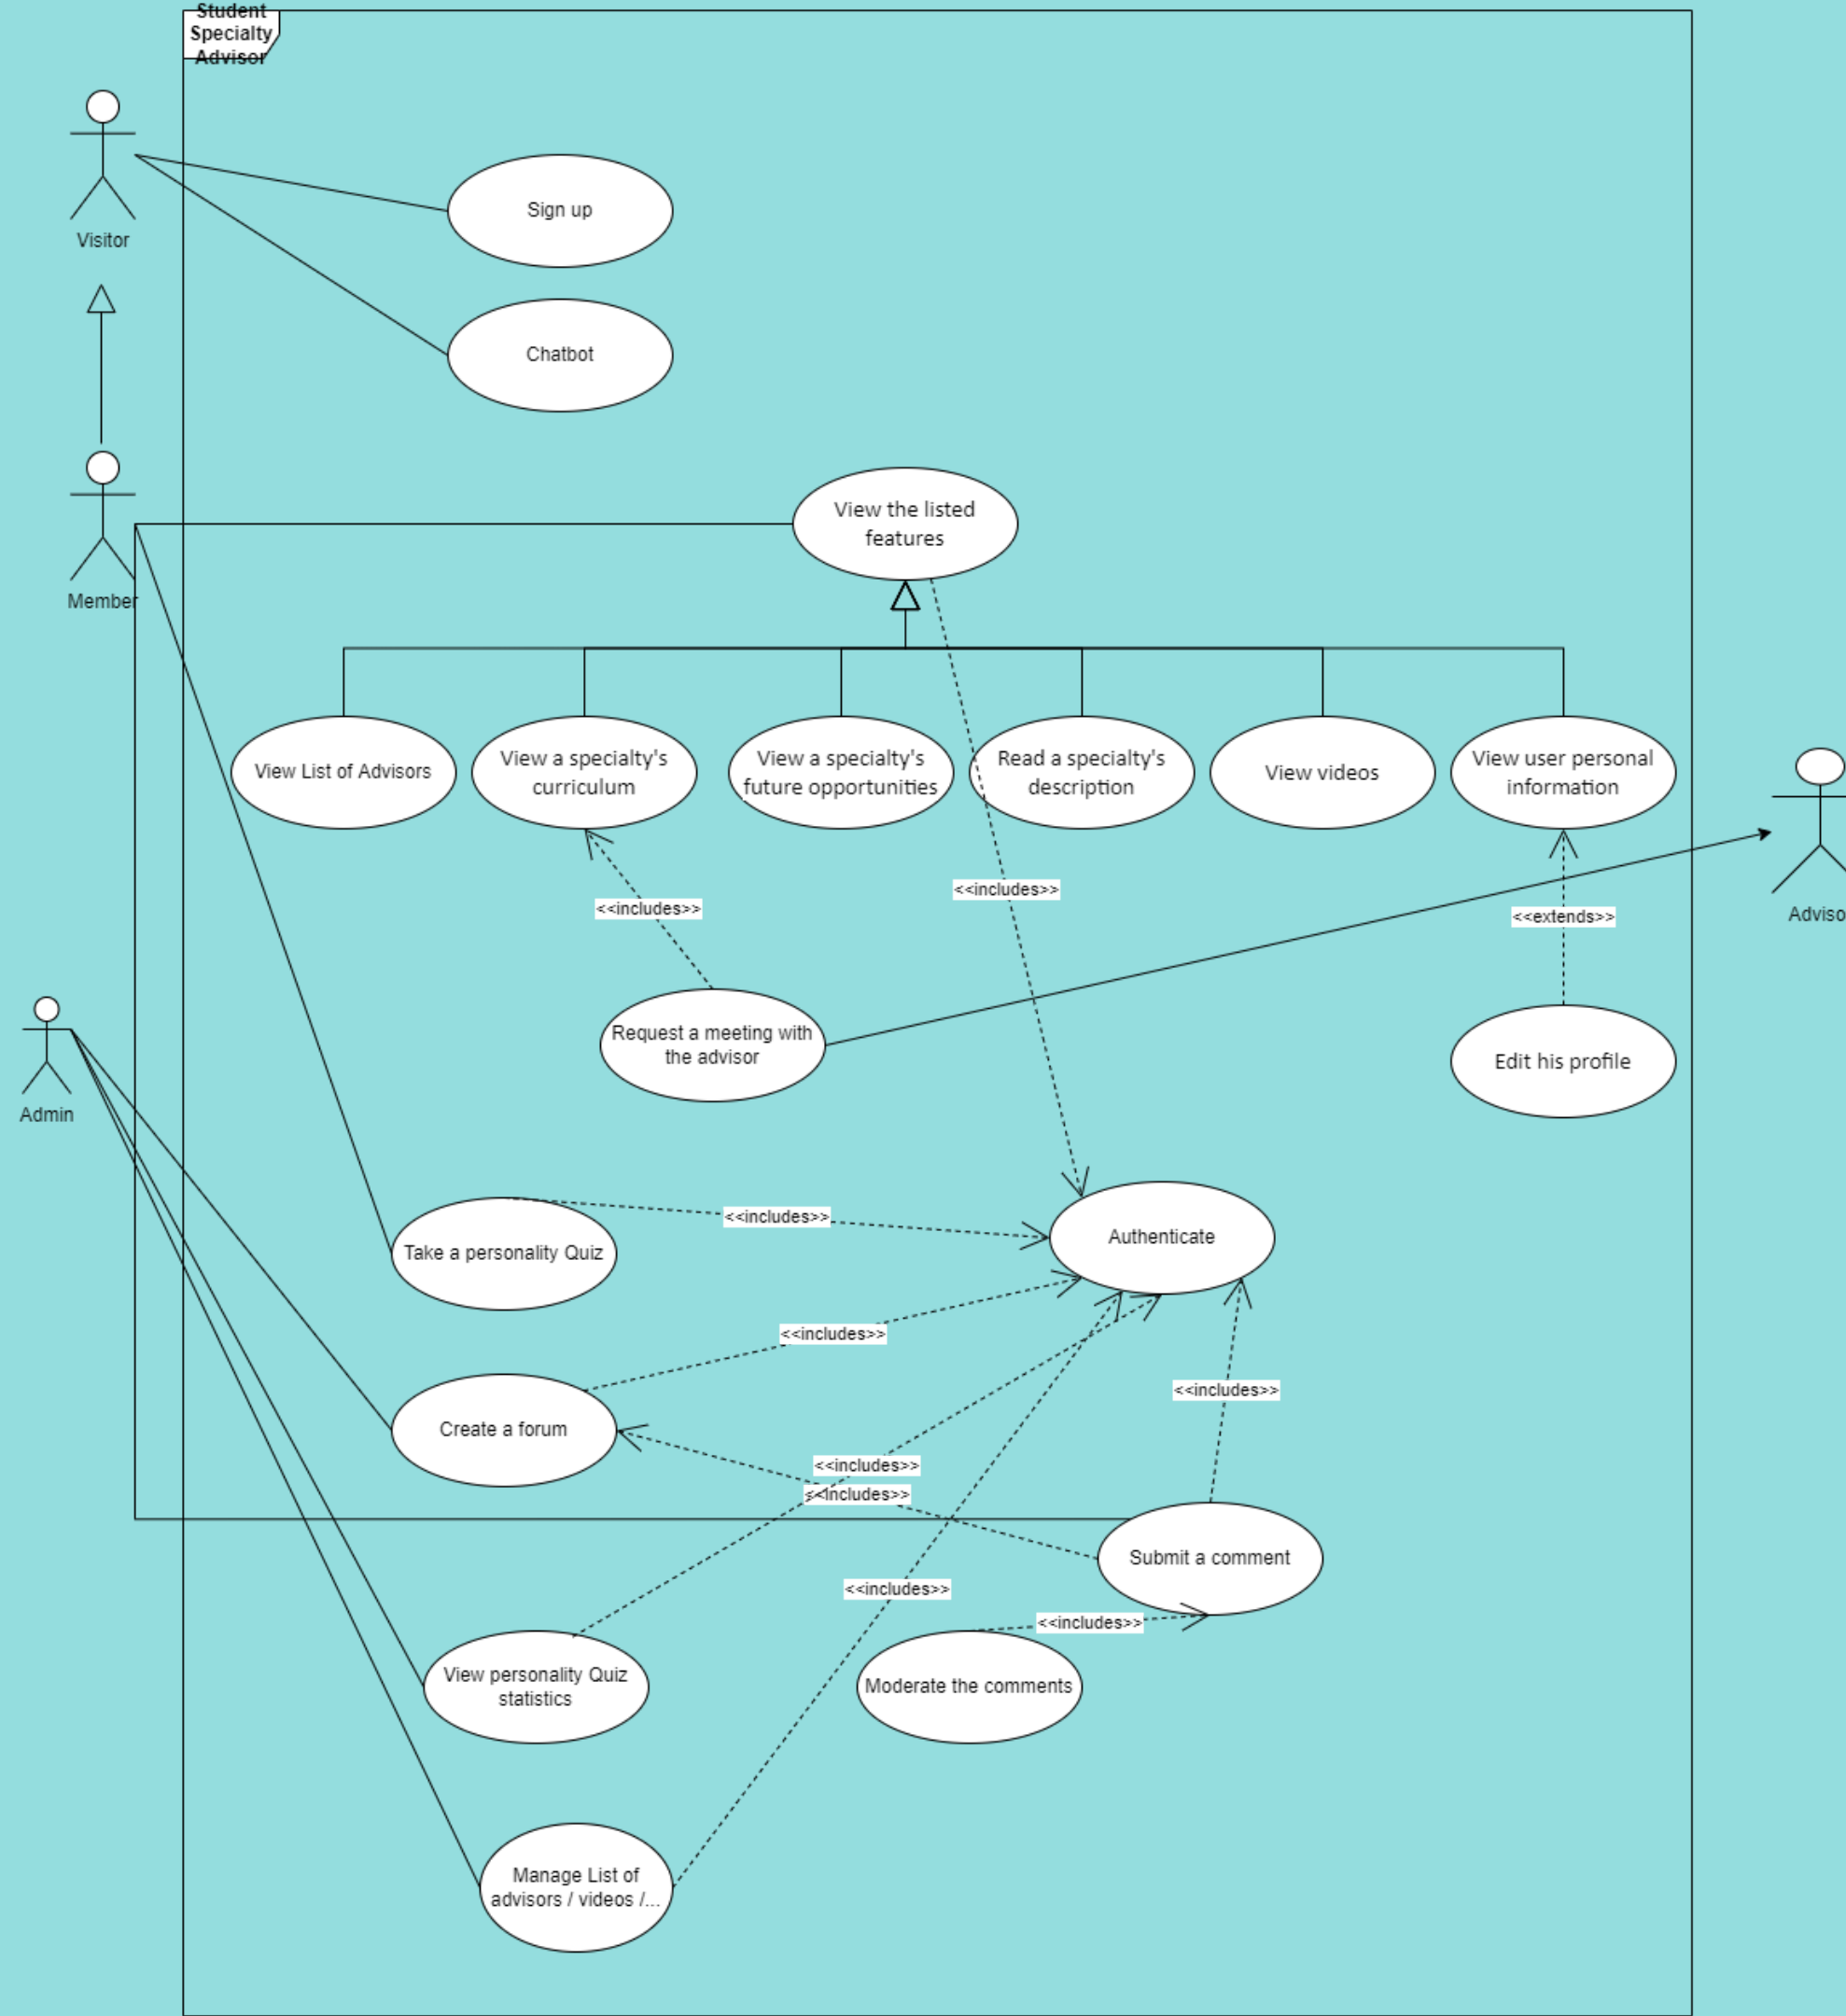 Student
Specialty
Advisor
Visitor
Sign up
Chatbot
Member
View the listed
features
View List of Advisors
View a specialty's
curriculum
View a specialty's
future opportunities
Read a specialty's
description
View videos
View user personal
information
<<includes>>
<<includes>>
<<extends>>
Adviso
Request a meeting with
the advisor
Edit his profile
Admin
Take a personality Quiz
<<includes>>
Authenticate
<<includes>>
Create a forum
<<includes>>
<<includes>>
<<includes>>
Submit a comment
<<includes>>
<<includes>>
View personality Quiz
statistics
Moderate the comments
Manage List of
advisors / videos /...